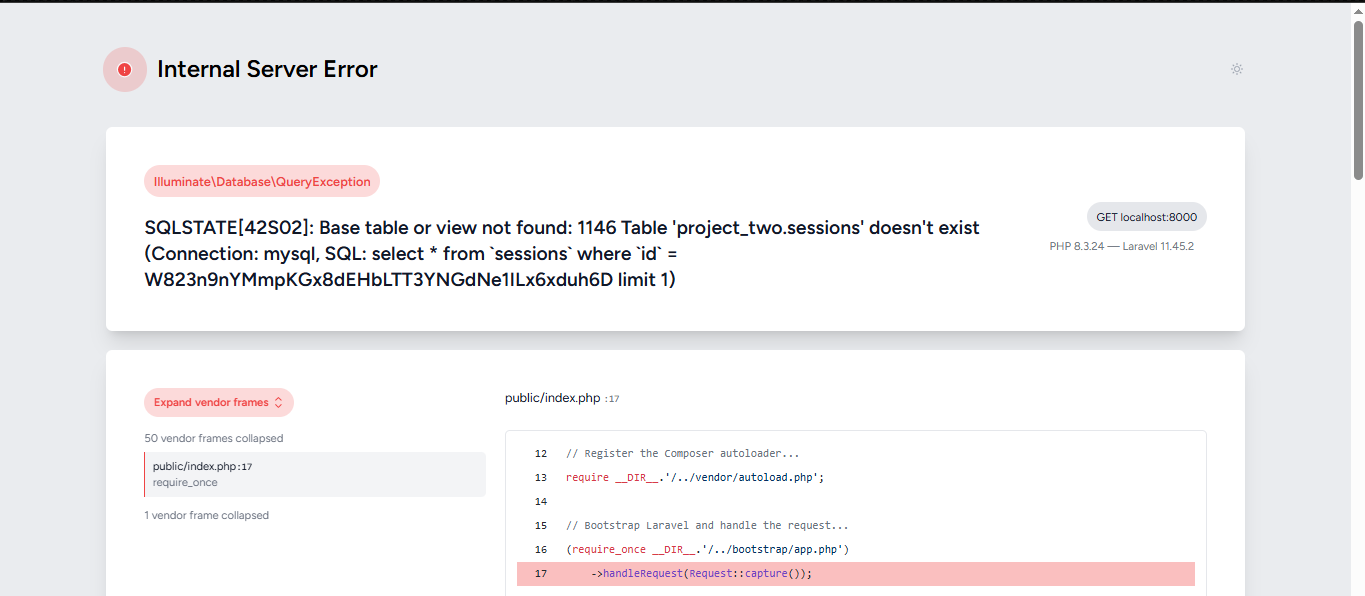 Internal Server Error
Illuminate\Database\QueryException
SQLSTATE[42S02]: Base table or view not found: 1146 Table 'project_two.sessions' doesn't exist
(Connection: mysql, SQL: select * from `sessions` where `id` =
W823n9nYMmpKGx8dEHbLTT3YNGdNe1ILx6xduh6D limit 1)
GET localhost:8000
PHP 8.3.24 — Laravel 11.45.2
Expand vendor frames
50 vendor frames collapsed
public/index.php:17
require_once
1 vendor frame collapsed
public/index.php :17
12 // Register the Composer autoloader...
13 require __DIR__.'/../vendor/autoload.php';
14
15 // Bootstrap Laravel and handle the request...
16 (require_once __DIR__.'/../bootstrap/app.php')
17 ->handleRequest(Request::capture());